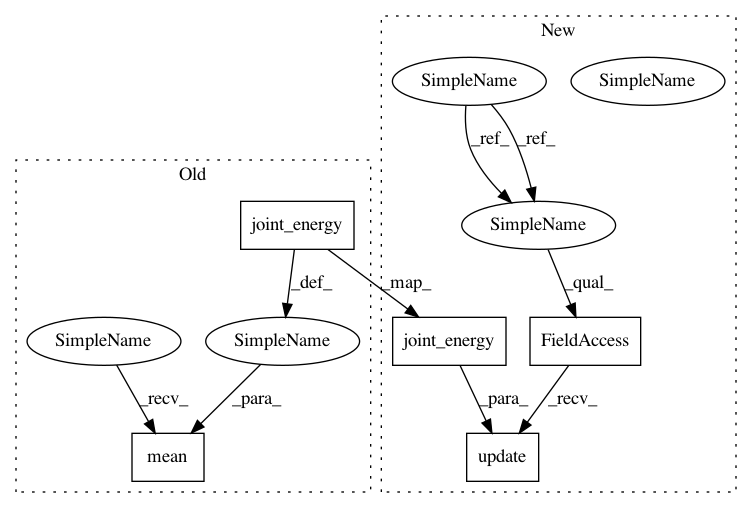 New
SimpleName
SimpleName
_ref_
_ref_
Old
joint_energy
SimpleName
_def_
_map_
_qual_
SimpleName
SimpleName
joint_energy
FieldAccess
_recv_
_para_
_para_
_recv_
mean
update